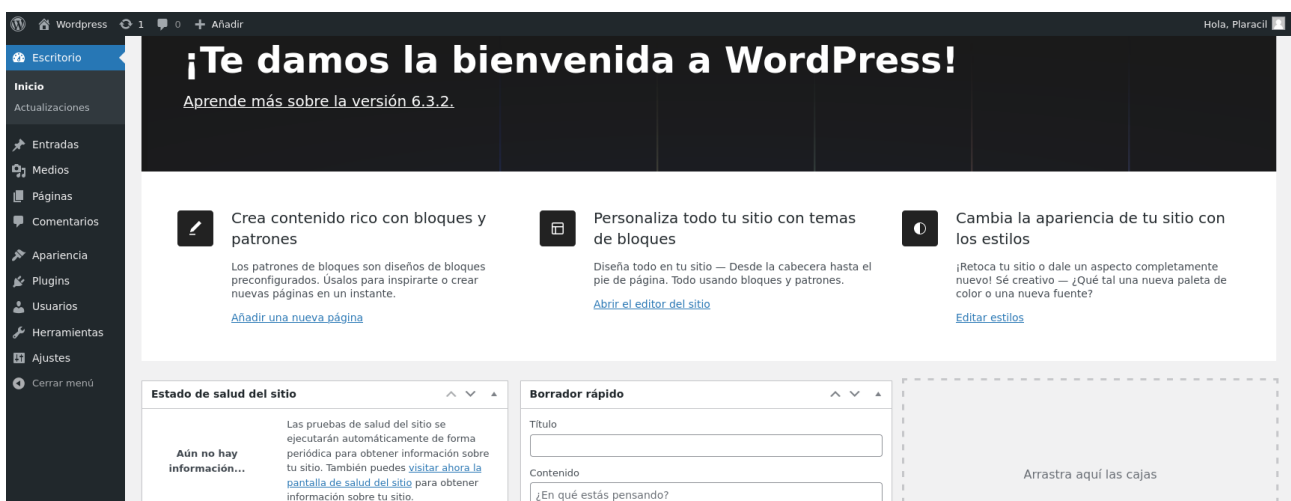 Wordpress 1 0 + Añadir Hola, Plaracil
Escritorio
Inicio
Actualizaciones
Entradas
Medios
Páginas
Comentarios
Apariencia
Plugins
Usuarios
Herramientas
Ajustes
Cerrar menú
¡Te damos la bienvenida a WordPress!
Aprende más sobre la versión 6.3.2.
Crea contenido rico con bloques y
patrones
Los patrones de bloques son diseños de bloques
preconfigurados. Úsalos para inspirarte o crear
nuevas páginas en un instante.
Añadir una nueva página
Personaliza todo tu sitio con temas
de bloques
Diseña todo en tu sitio — Desde la cabecera hasta el
pie de página. Todo usando bloques y patrones.
Abrir el editor del sitio
Cambia la apariencia de tu sitio con
los estilos
¡Retoca tu sitio o dale un aspecto completamente
nuevo! Sé creativo — ¿Qué tal una nueva paleta de
color o una nueva fuente?
Editar estilos
Estado de salud del sitio
Aún no hay
información...
Las pruebas de salud del sitio se
ejecutarán automáticamente de forma
periódica para obtener información sobre
tu sitio. También puedes visitar ahora la
pantalla de salud del sitio para obtener
información sobre tu sitio.
Borrador rápido
Título
Contenido
¿En qué estás pensando?
Arrastra aquí las cajas